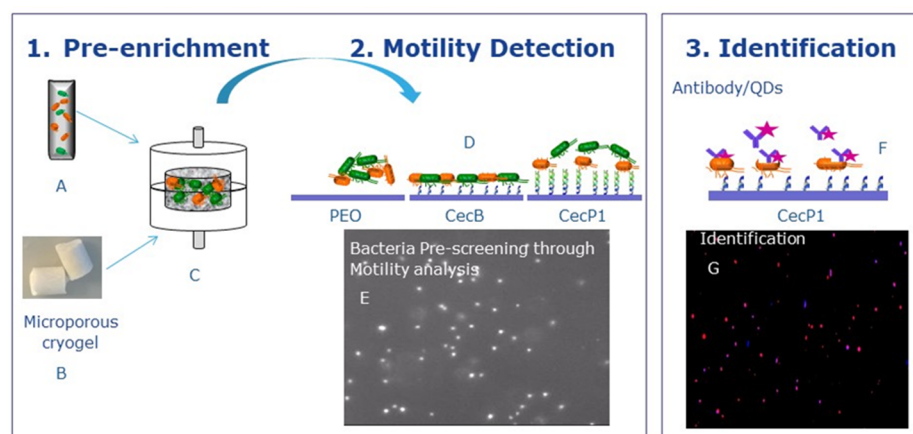 1. Pre-enrichment
2. Motility Detection
3. Identification
A
Microporous
cryogel
B
C
D
PEO
CecB
CecP1
Bacteria Pre-screening through
Motility analysis
E
Antibody/QDs
F
CecP1
Identification
G